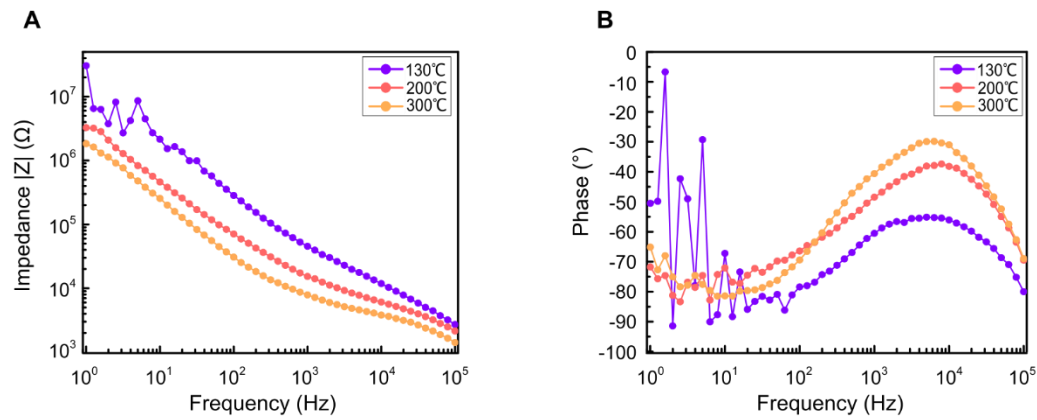 A
Impedance |Z| (Ω)
10⁷
10⁶
10⁵
10⁴
10³
130℃
200℃
300℃
10⁰ 10¹ 10² 10³ 10⁴ 10⁵
Frequency (Hz)
B
Phase (°)
0
-10
-20
-30
-40
-50
-60
-70
-80
-90
-100
130℃
200℃
300℃
10⁰ 10¹ 10² 10³ 10⁴ 10⁵
Frequency (Hz)